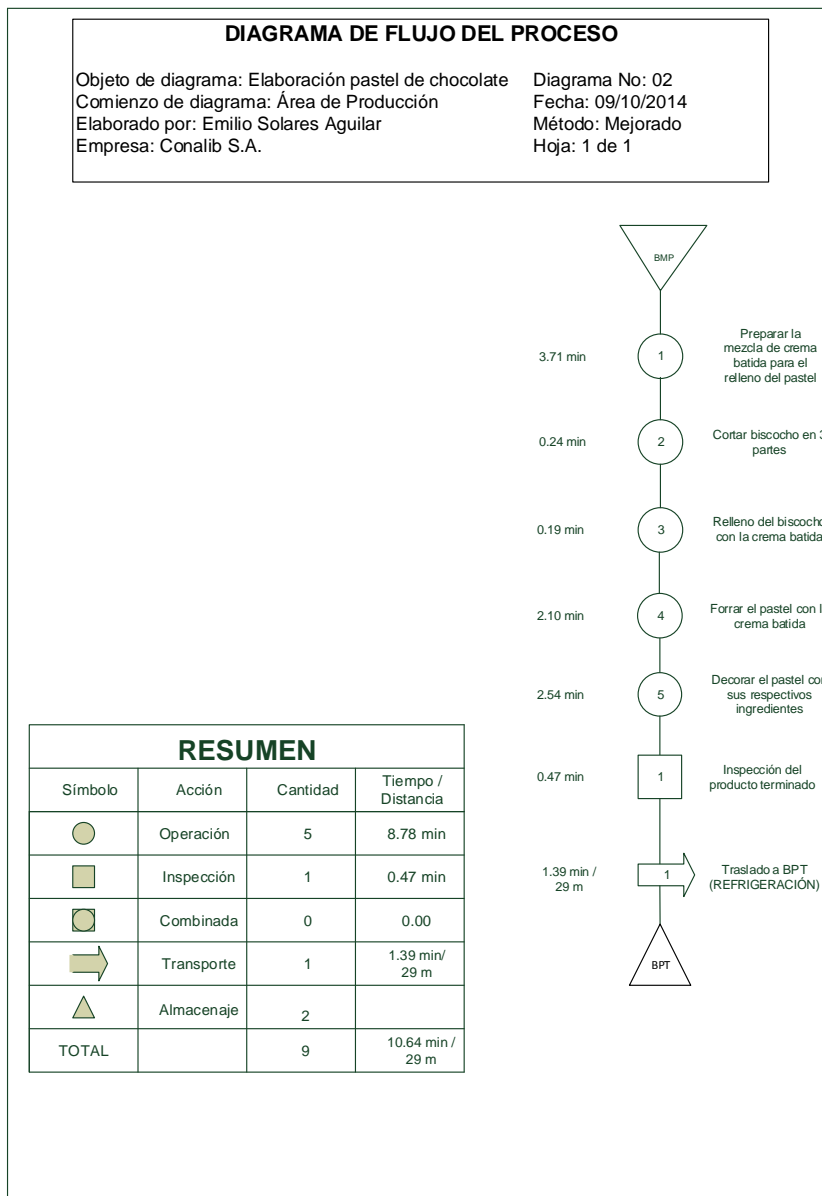 DIAGRAMA DE FLUJO DEL PROCESO
Objeto de diagrama: Elaboración pastel de chocolate
Comienzo de diagrama: Área de Producción
Elaborado por: Emilio Solares Aguilar
Empresa: Conalib S.A.
Diagrama No: 02
Fecha: 09/10/2014
Método: Mejorado
Hoja: 1 de 1
BMP
3.71 min
1
Preparar la
mezcla de crema
batida para el
relleno del pastel
0.24 min
2
Cortar biscocho en
partes
0.19 min
3
Relleno del biscocho
con la crema batida
2.10 min
4
Forrar el pastel con
crema batida
2.54 min
5
Decorar el pastel con
sus respectivos
ingredientes
0.47 min
1
Inspección del
producto terminado
1.39 min /
29 m
1
Traslado a BPT
(REFRIGERACIÓN)
BPT
RESUMEN
Símbolo Acción Cantidad Tiempo /
Distancia
Operación 5 8.78 min
Inspección 1 0.47 min
Combinada 0 0.00
Transporte 1 1.39 min/
29 m
Almacenaje 2
TOTAL 9 10.64 min /
29 m